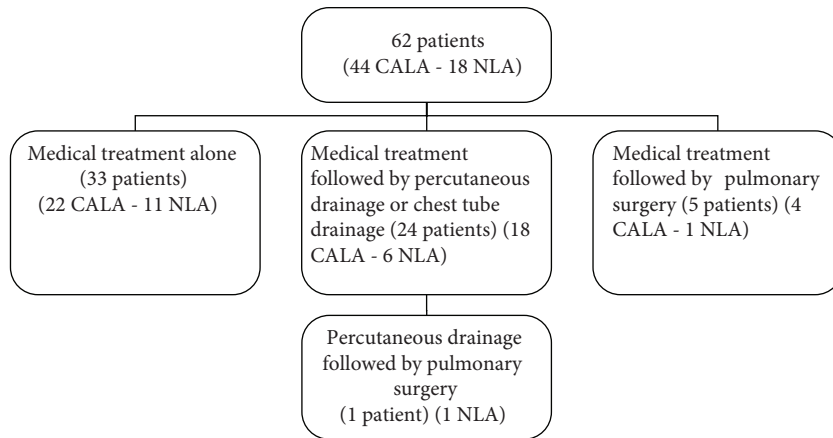 62 patients
(44 CALA - 18 NLA)
Medical treatment alone
(33 patients)
(22 CALA - 11 NLA)
Medical treatment
followed by percutaneous
drainage or chest tube
drainage (24 patients) (18
CALA - 6 NLA)
Medical treatment
followed by pulmonary
surgery (5 patients) (4
CALA - 1 NLA)
Percutaneous drainage
followed by pulmonary
surgery
(1 patient) (1 NLA)